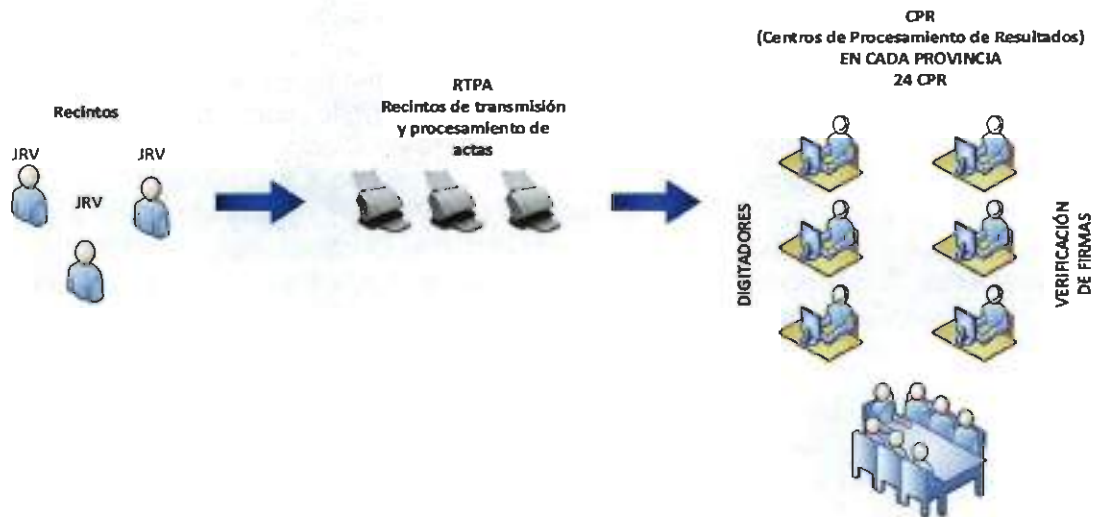 Recintos
JRV
JRV
JRV
RTPA
Recintos de transmisión
y procesamiento de
actas
CPR
(Centros de Procesamiento de Resultados)
EN CADA PROVINCIA
24 CPR
DIGITADORES
VERIFICACIÓN
DE FIRMAS